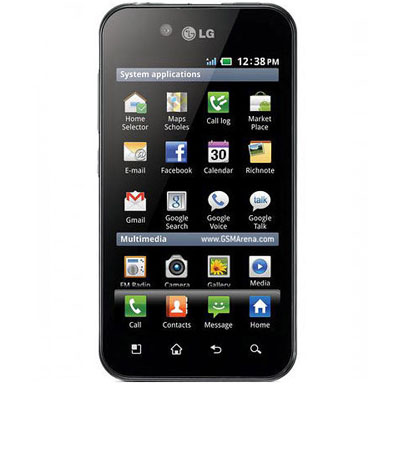 LG
12:38 PM
System applications
Home Selector
Maps Scholes
Call log
Market Place
E-mail
Facebook
30
Calendar
Richnote
Gmail
g
Google Search
Google Voice
talk
Google Talk
Multimedia
www.GSMArena.com
FM Radio
Camera
Gallery
Media
Call
Contacts
Message
Home